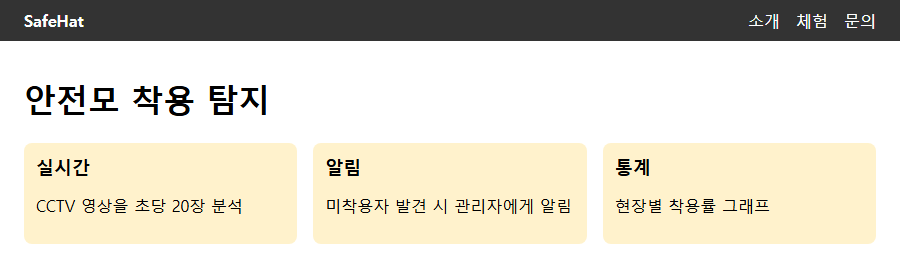 SafeHat
소개 체험 문의
안전모 착용 탐지
실시간
CCTV 영상을 초당 20장 분석
알림
미착용자 발견 시 관리자에게 알림
통계
현장별 착용률 그래프